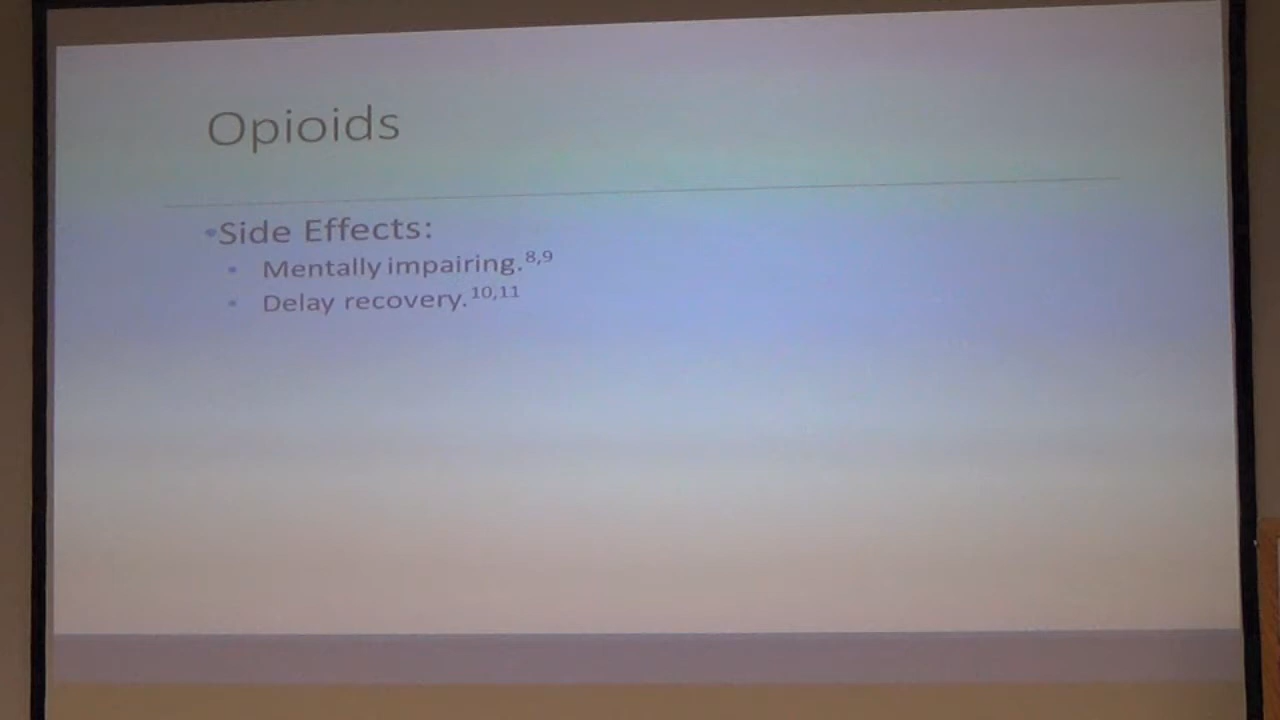 Opioids
•Side Effects:
• Mentally impairing.8,9
• Delay recovery.10,11